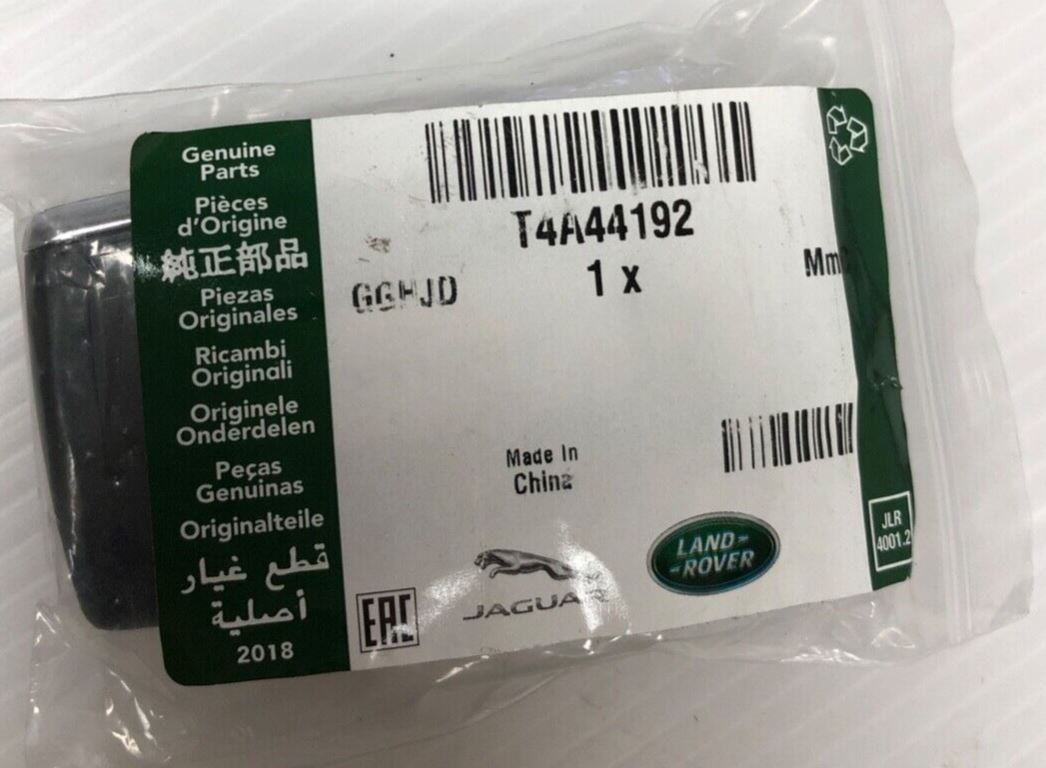 Genuine
Parts
Pièces
d'Origine
純正部品
Piezas
Originales
Ricambi
Originali
Originele
Onderdelen
Peças
Genuinas
Originalteile
قطع غيار
أصلية
2018
T4A44192
1 x
GGHJD
Made In
China
EAC
JAGUAR
LAND-
-ROVER
JLR
4001.2